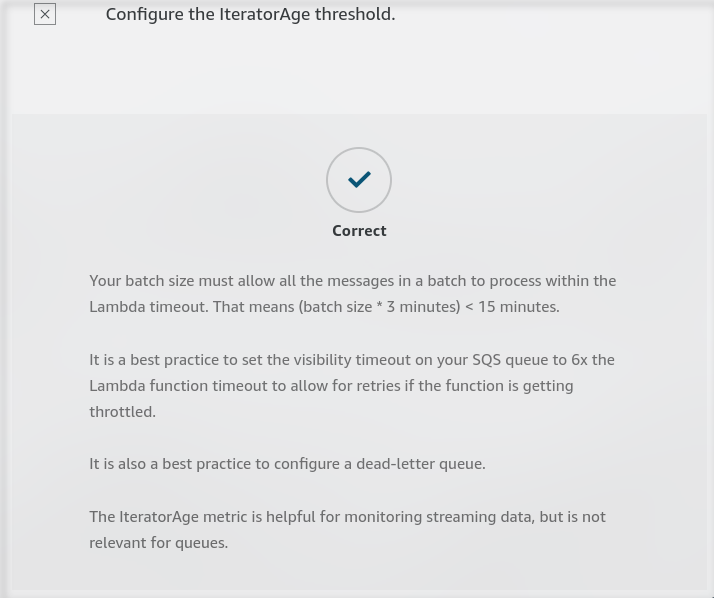 Configure the IteratorAge threshold.
Correct
Your batch size must allow all the messages in a batch to process within the
Lambda timeout. That means (batch size * 3 minutes) < 15 minutes.
It is a best practice to set the visibility timeout on your SQS queue to 6x the
Lambda function timeout to allow for retries if the function is getting
throttled.
It is also a best practice to configure a dead-letter queue.
The IteratorAge metric is helpful for monitoring streaming data, but is not
relevant for queues.